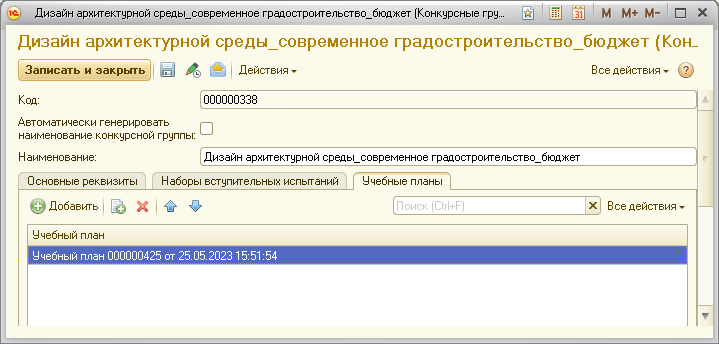 Дизайн архитектурной среды_современное градостроительство_бюджет (Конкурсные гру...
M M+ M-
Дизайн архитектурной среды_современное градостроительство_бюджет (Кон...
Записать и закрыть Действия Все действия
Код: 000000338
Автоматически генерировать
наименование конкурсной группы:
Наименование: Дизайн архитектурной среды_современное градостроительство_бюджет
Основные реквизиты Наборы вступительных испытаний Учебные планы
Добавить Поиск (Ctrl+F) Все действия
Учебный план
Учебный план 000000425 от 25.05.2023 15:51:54